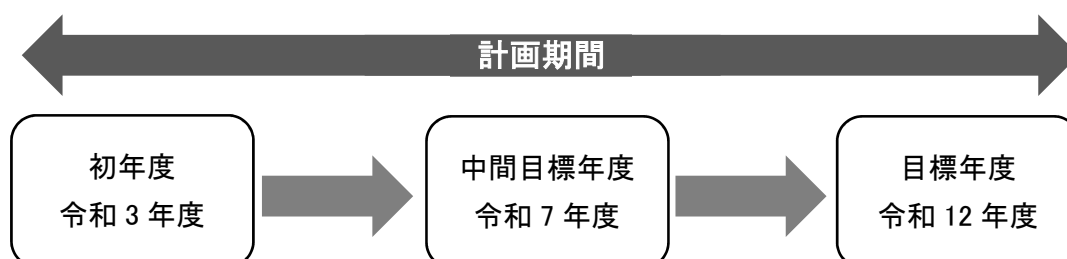 計画期間
初年度
令和 3 年度
中間目標年度
令和 7 年度
目標年度
令和 12 年度